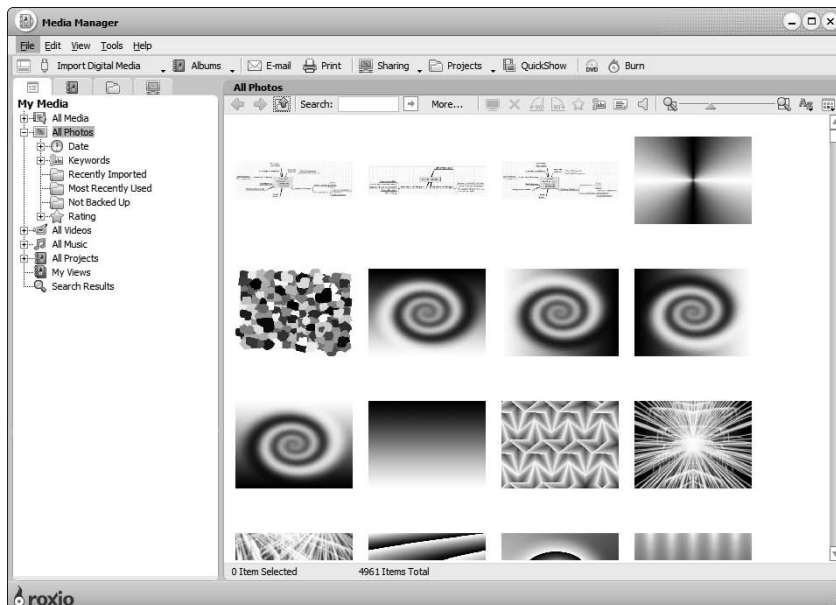 Media Manager
File Edit View Tools Help
Import Digital Media Albums E-mail Print Sharing Projects QuickShow Burn
My Media
All Media
All Photos
Date
Keywords
Recently Imported
Most Recently Used
Not Backed Up
Rating
All Videos
All Music
All Projects
My Views
Search Results
All Photos
Search: More...
0 Item Selected 4961 Items Total
roxio